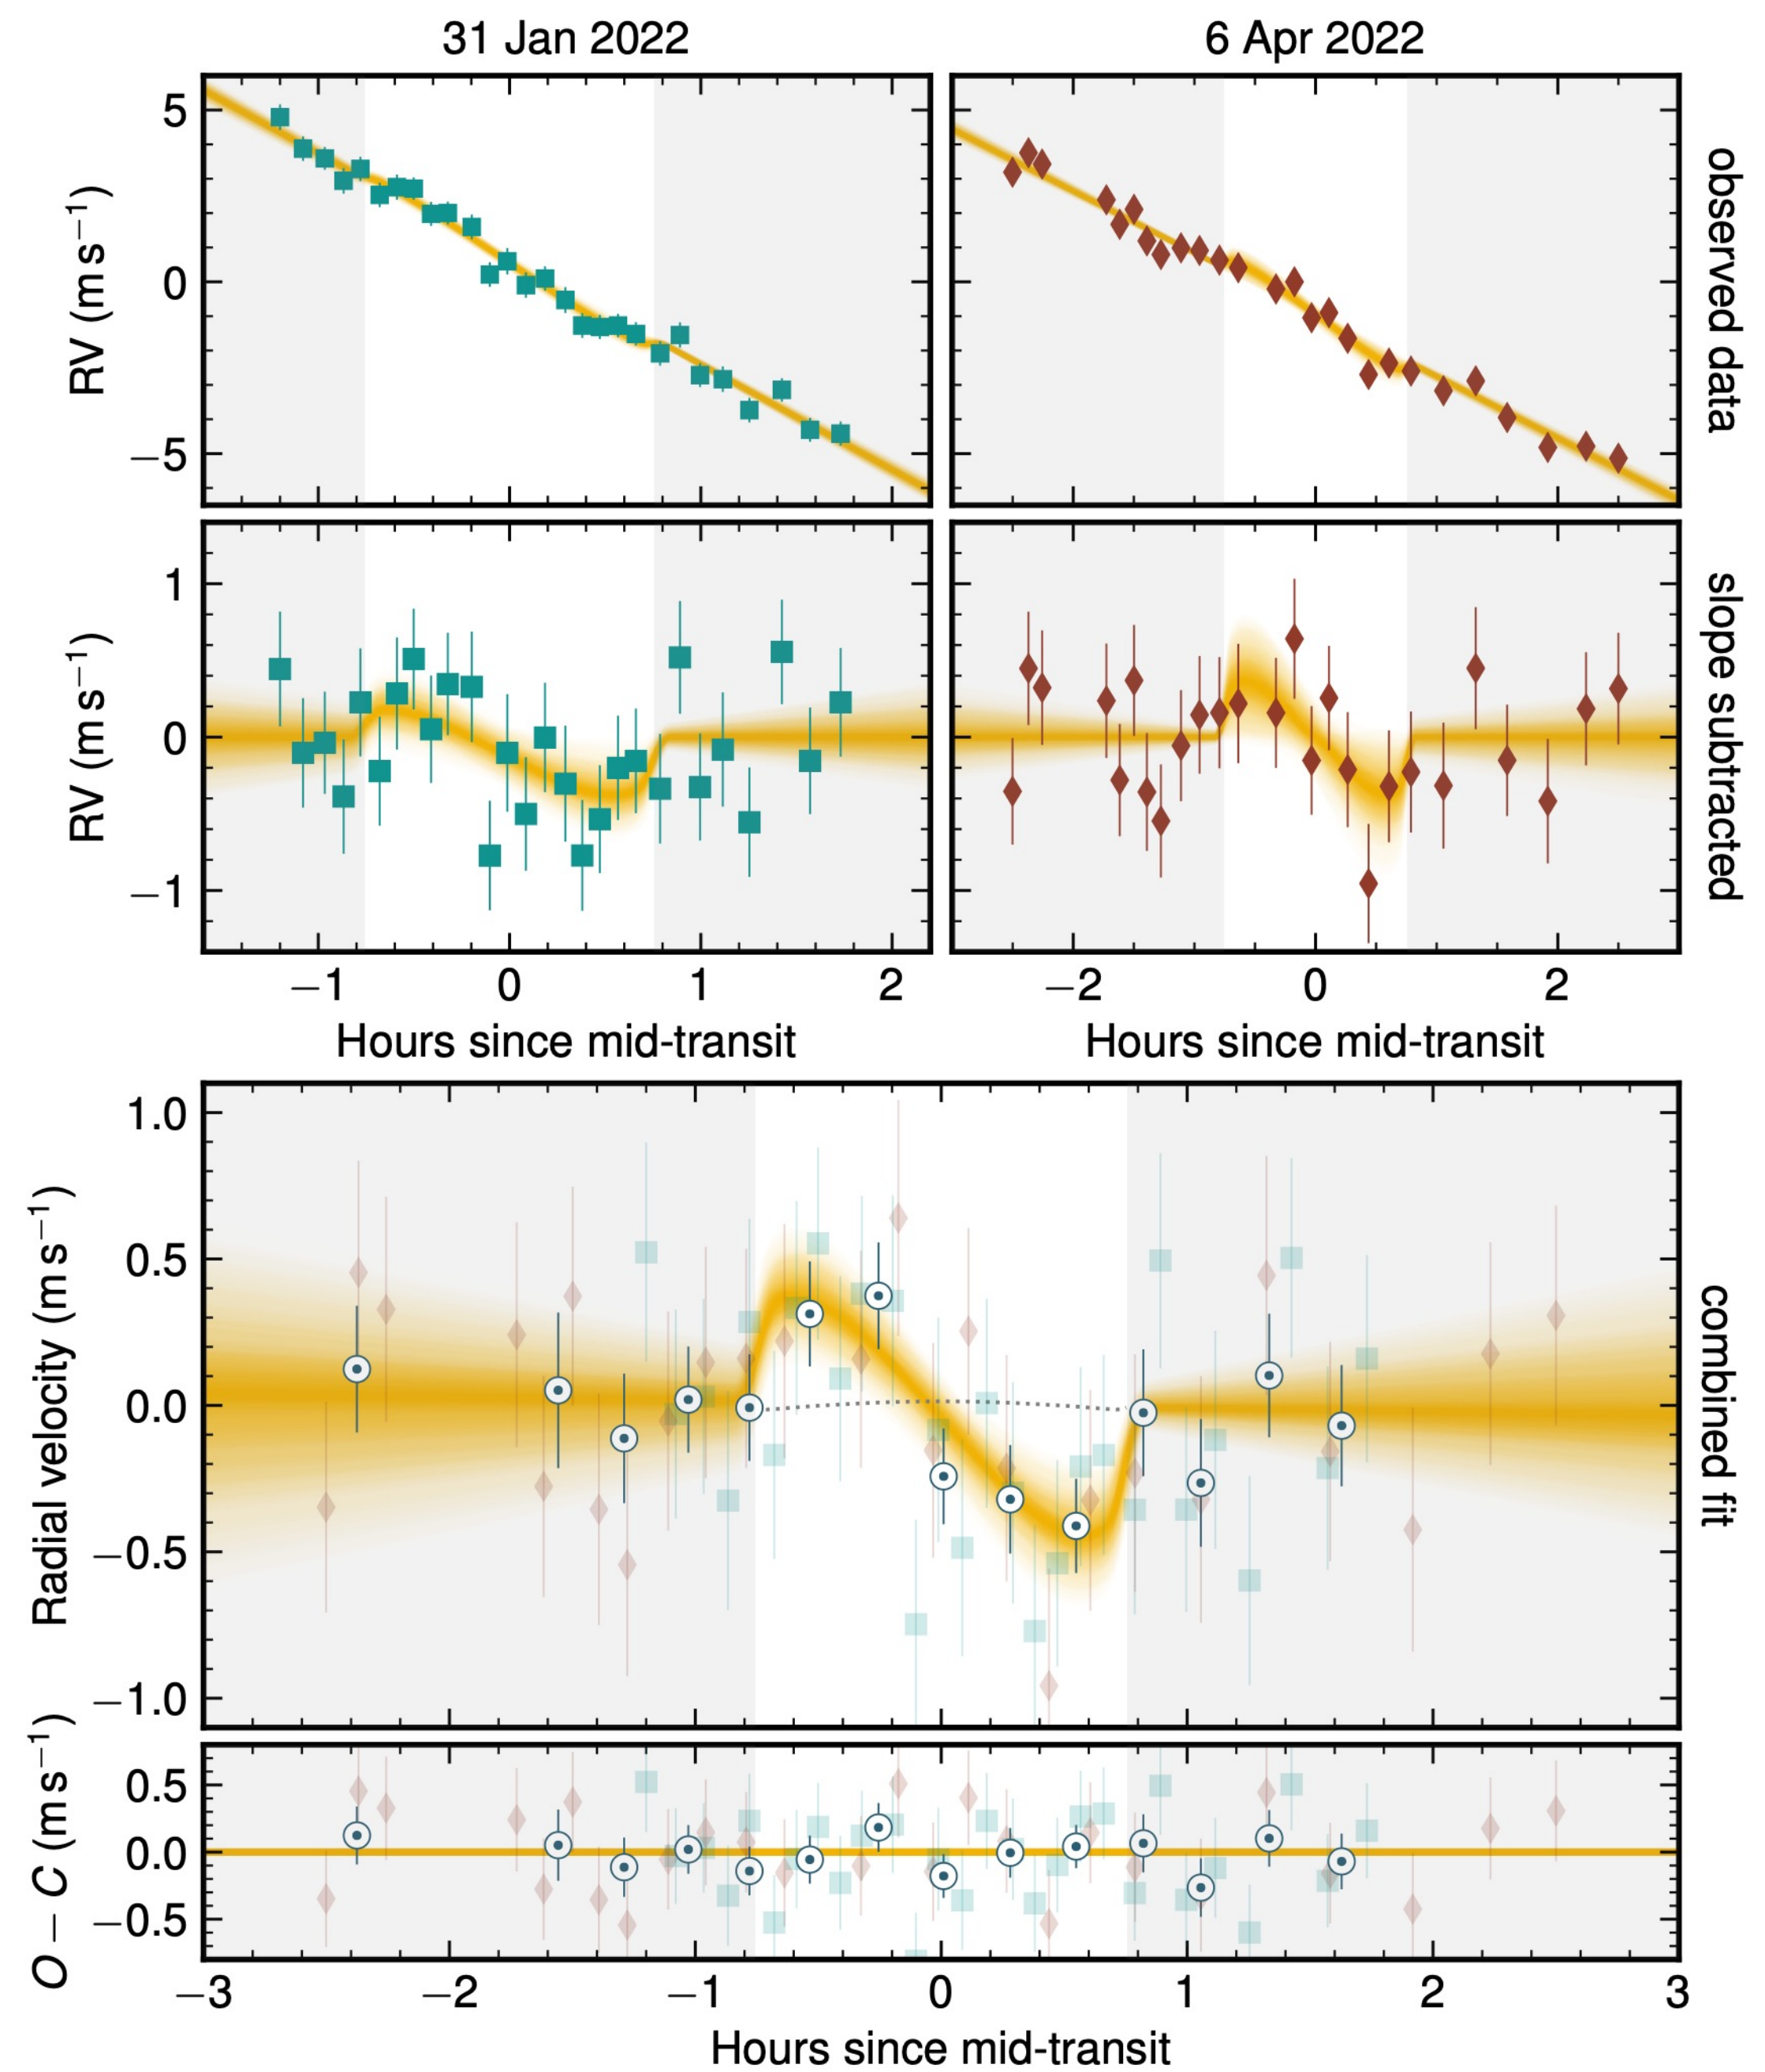 31 Jan 2022
6 Apr 2022
5
0
−5
RV (m s−1)
observed data
1
0
−1
RV (m s−1)
slope subtracted
−1 0 1 2
−2 0 2
Hours since mid-transit
Hours since mid-transit
1.0
0.5
0.0
−0.5
−1.0
Radial velocity (m s−1)
combined fit
0.5
0.0
−0.5
O − C (m s−1)
−3 −2 −1 0 1 2 3
Hours since mid-transit